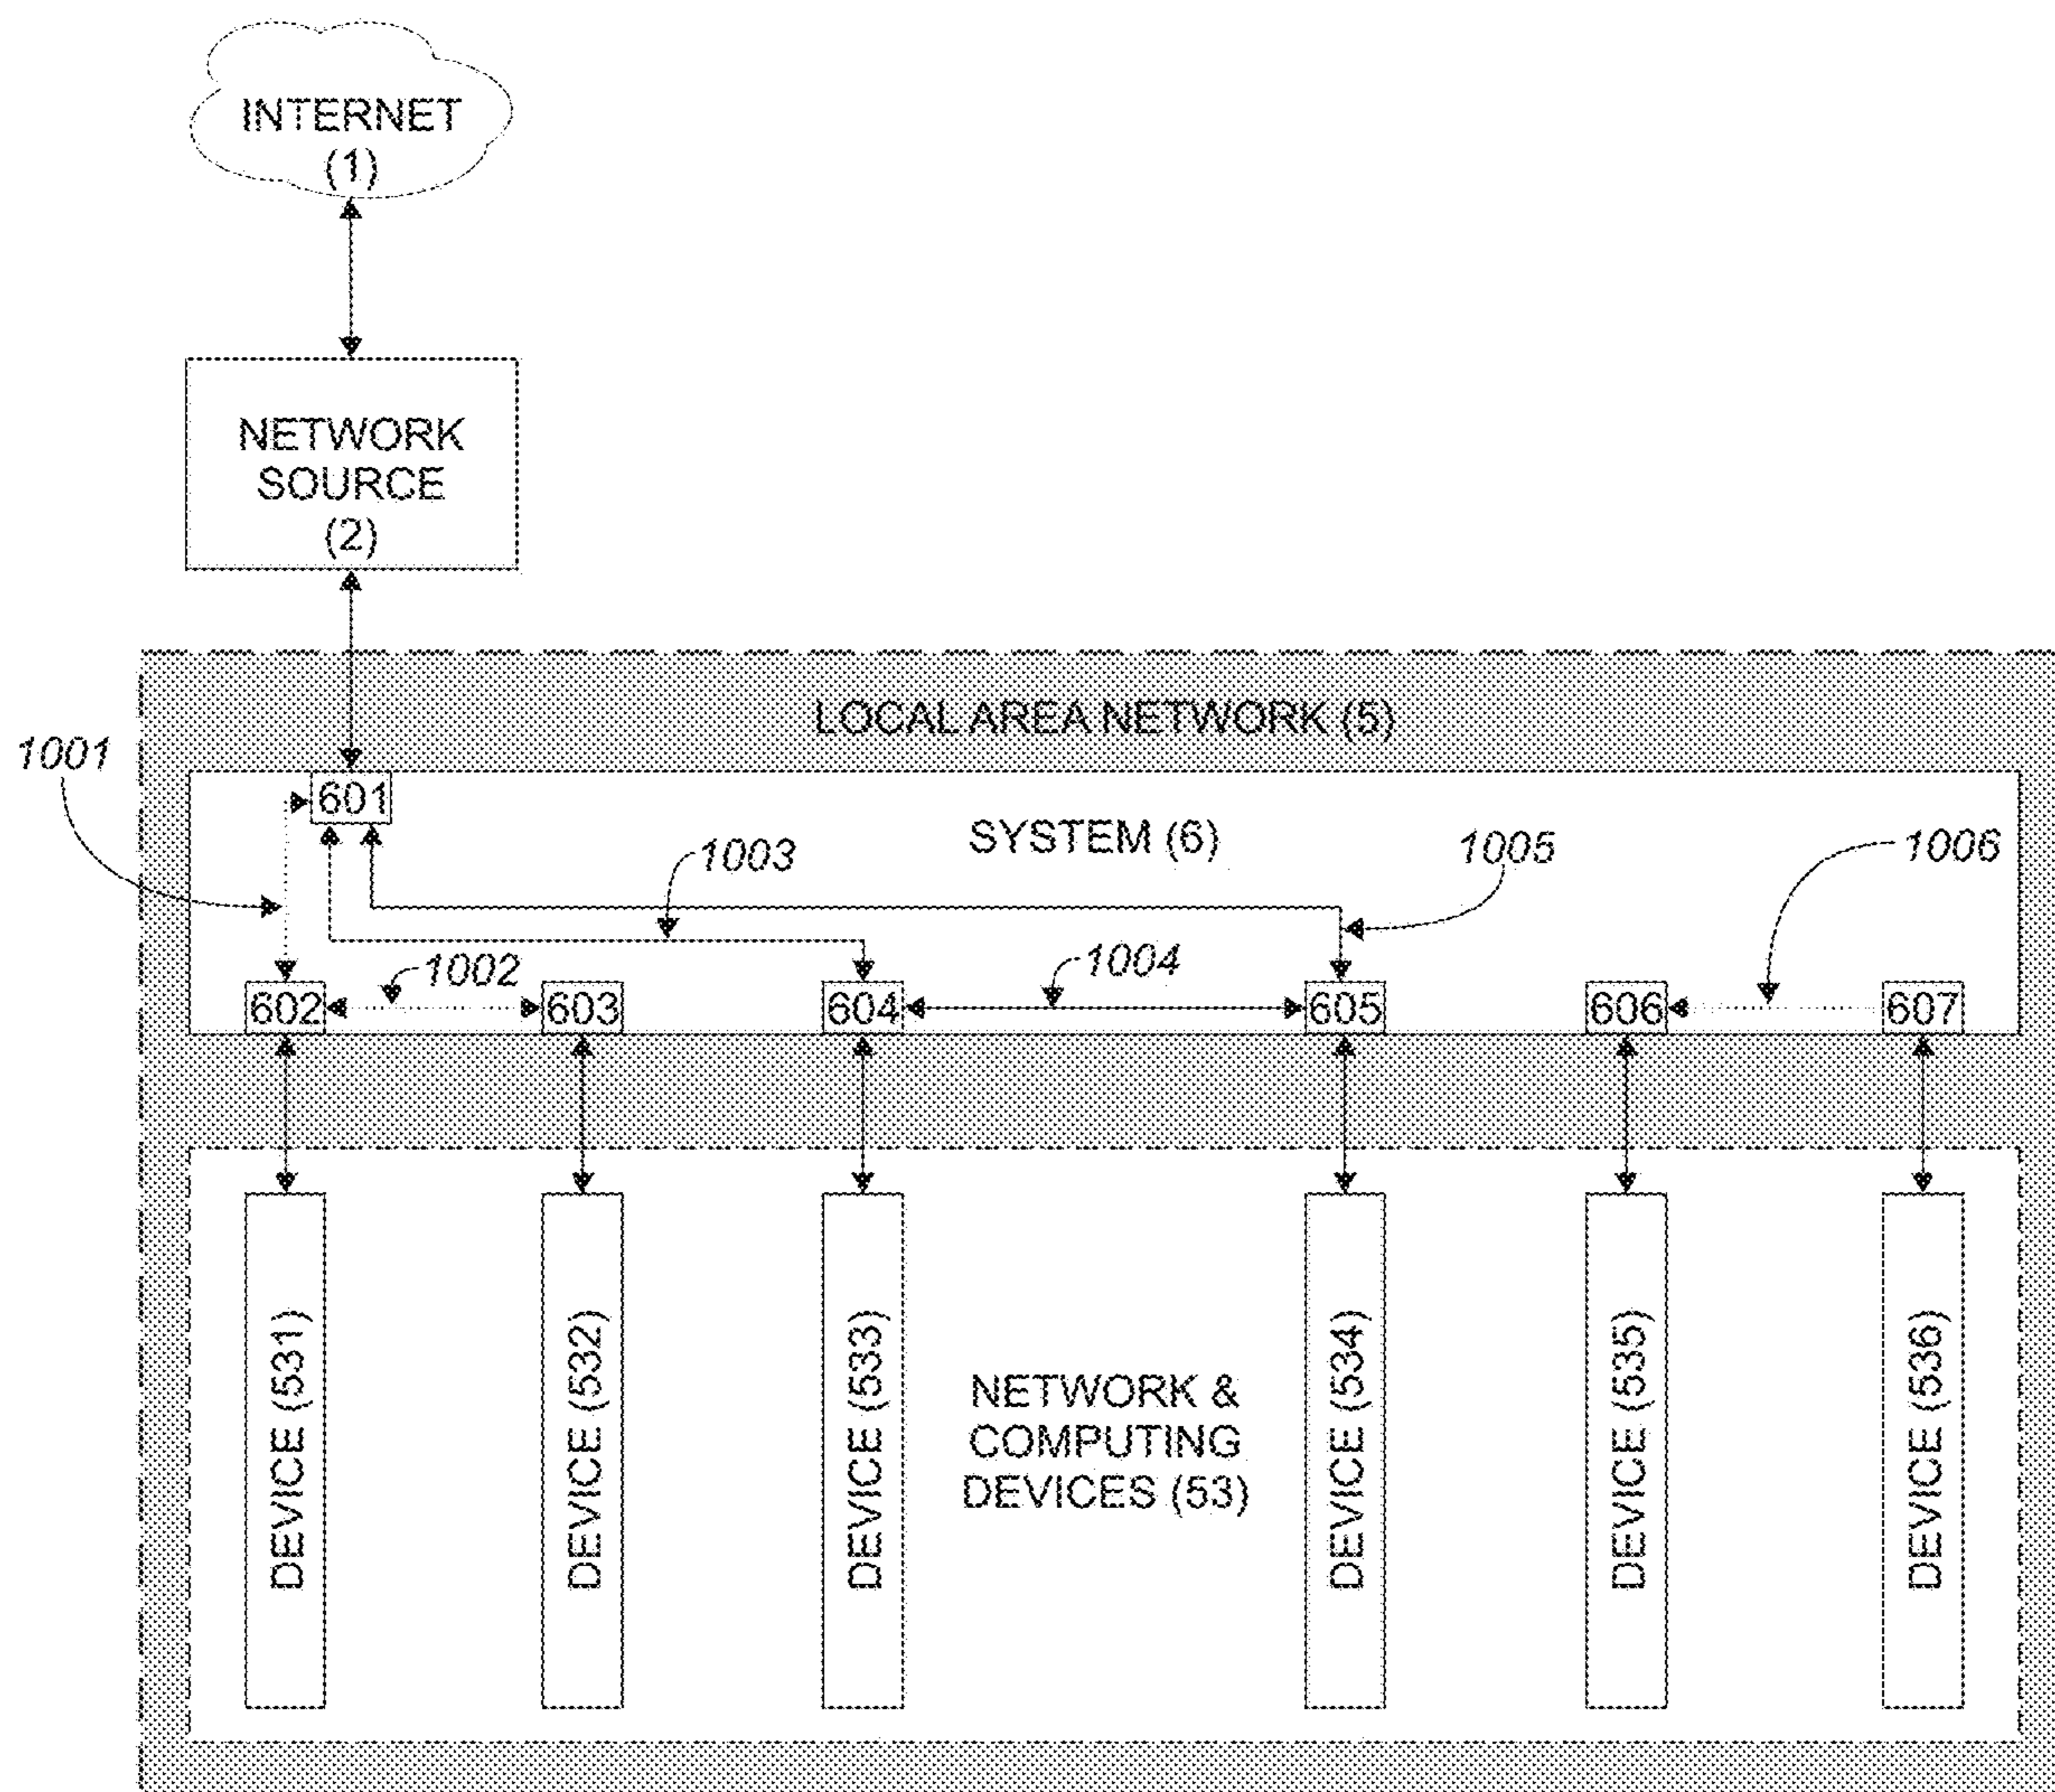 INTERNET
(1)
NETWORK
SOURCE
(2)
LOCAL AREA NETWORK (5)
1001
601
SYSTEM (6)
1003
1005
1006
1002
1004
602
603
604
605
606
607
DEVICE (531)
DEVICE (532)
DEVICE (533)
NETWORK &
COMPUTING
DEVICES (53)
DEVICE (534)
DEVICE (535)
DEVICE (536)